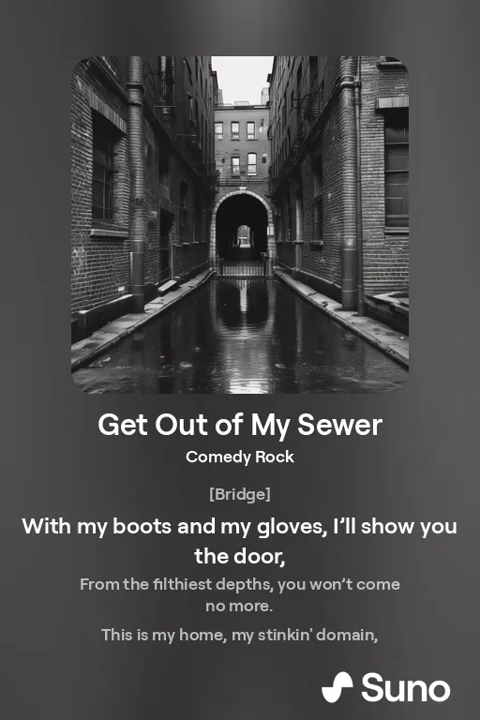 Get Out of My Sewer
Comedy Rock
[Bridge]
With my boots and my gloves, I’ll show you
the door,
From the filthiest depths, you won’t come
no more.
This is my home, my stinkin' domain,
Suno